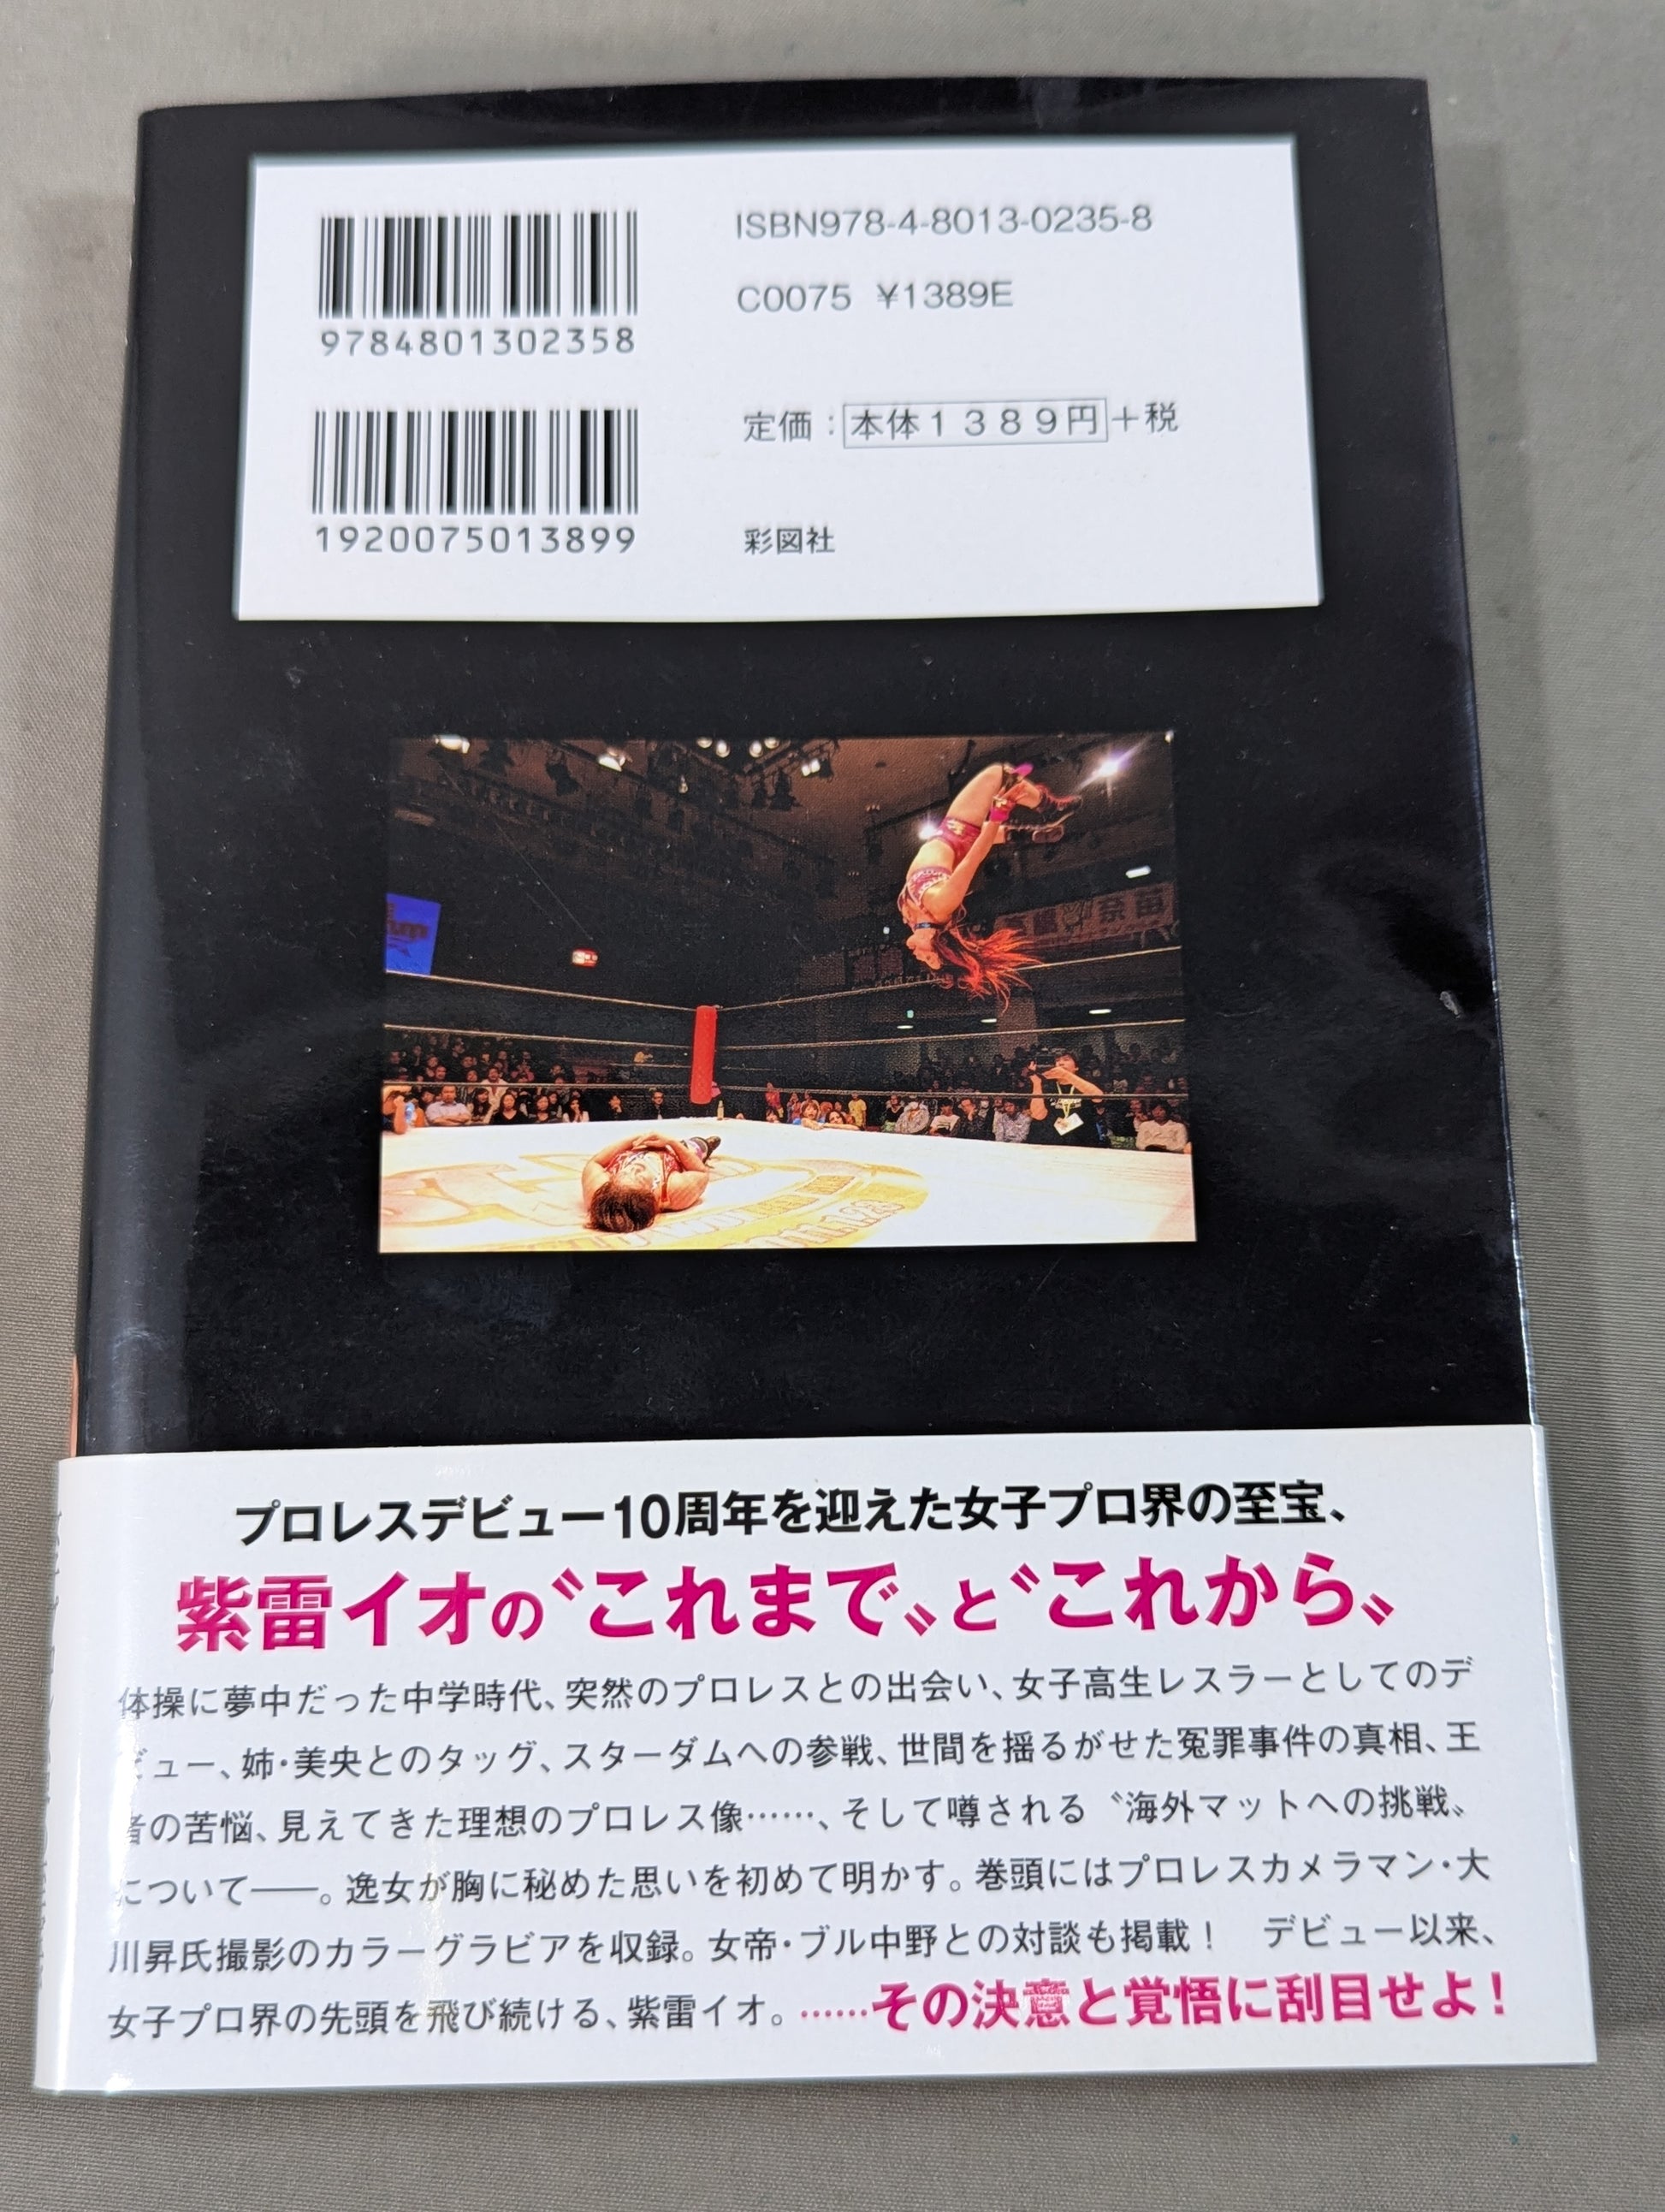 ISBN978-4-8013-0235-8
C0075 ¥1389E
9784801302358
定価：本体１３８９円＋税
1920075013899
彩図社
プロレスデビュー10周年を迎えた女子プロ界の至宝、
紫雷イオの〝これまで〟と〝これから〟
体操に夢中だった中学時代、突然のプロレスとの出会い、女子高生レスラーとしてのデ
ビュー、姉・美央とのタッグ、スターダムへの参戦、世間を揺るがせた冤罪事件の真相、王
者の苦悩、見えてきた理想のプロレス像……、そして噂される〝海外マットへの挑戦〟
について――。逸女が胸に秘めた思いを初めて明かす。巻頭にはプロレスカメラマン・大
川昇氏撮影のカラーグラビアを収録。女帝・ブル中野との対談も掲載！　デビュー以来、
女子プロ界の先頭を飛び続ける、紫雷イオ。……その決意と覚悟に刮目せよ！